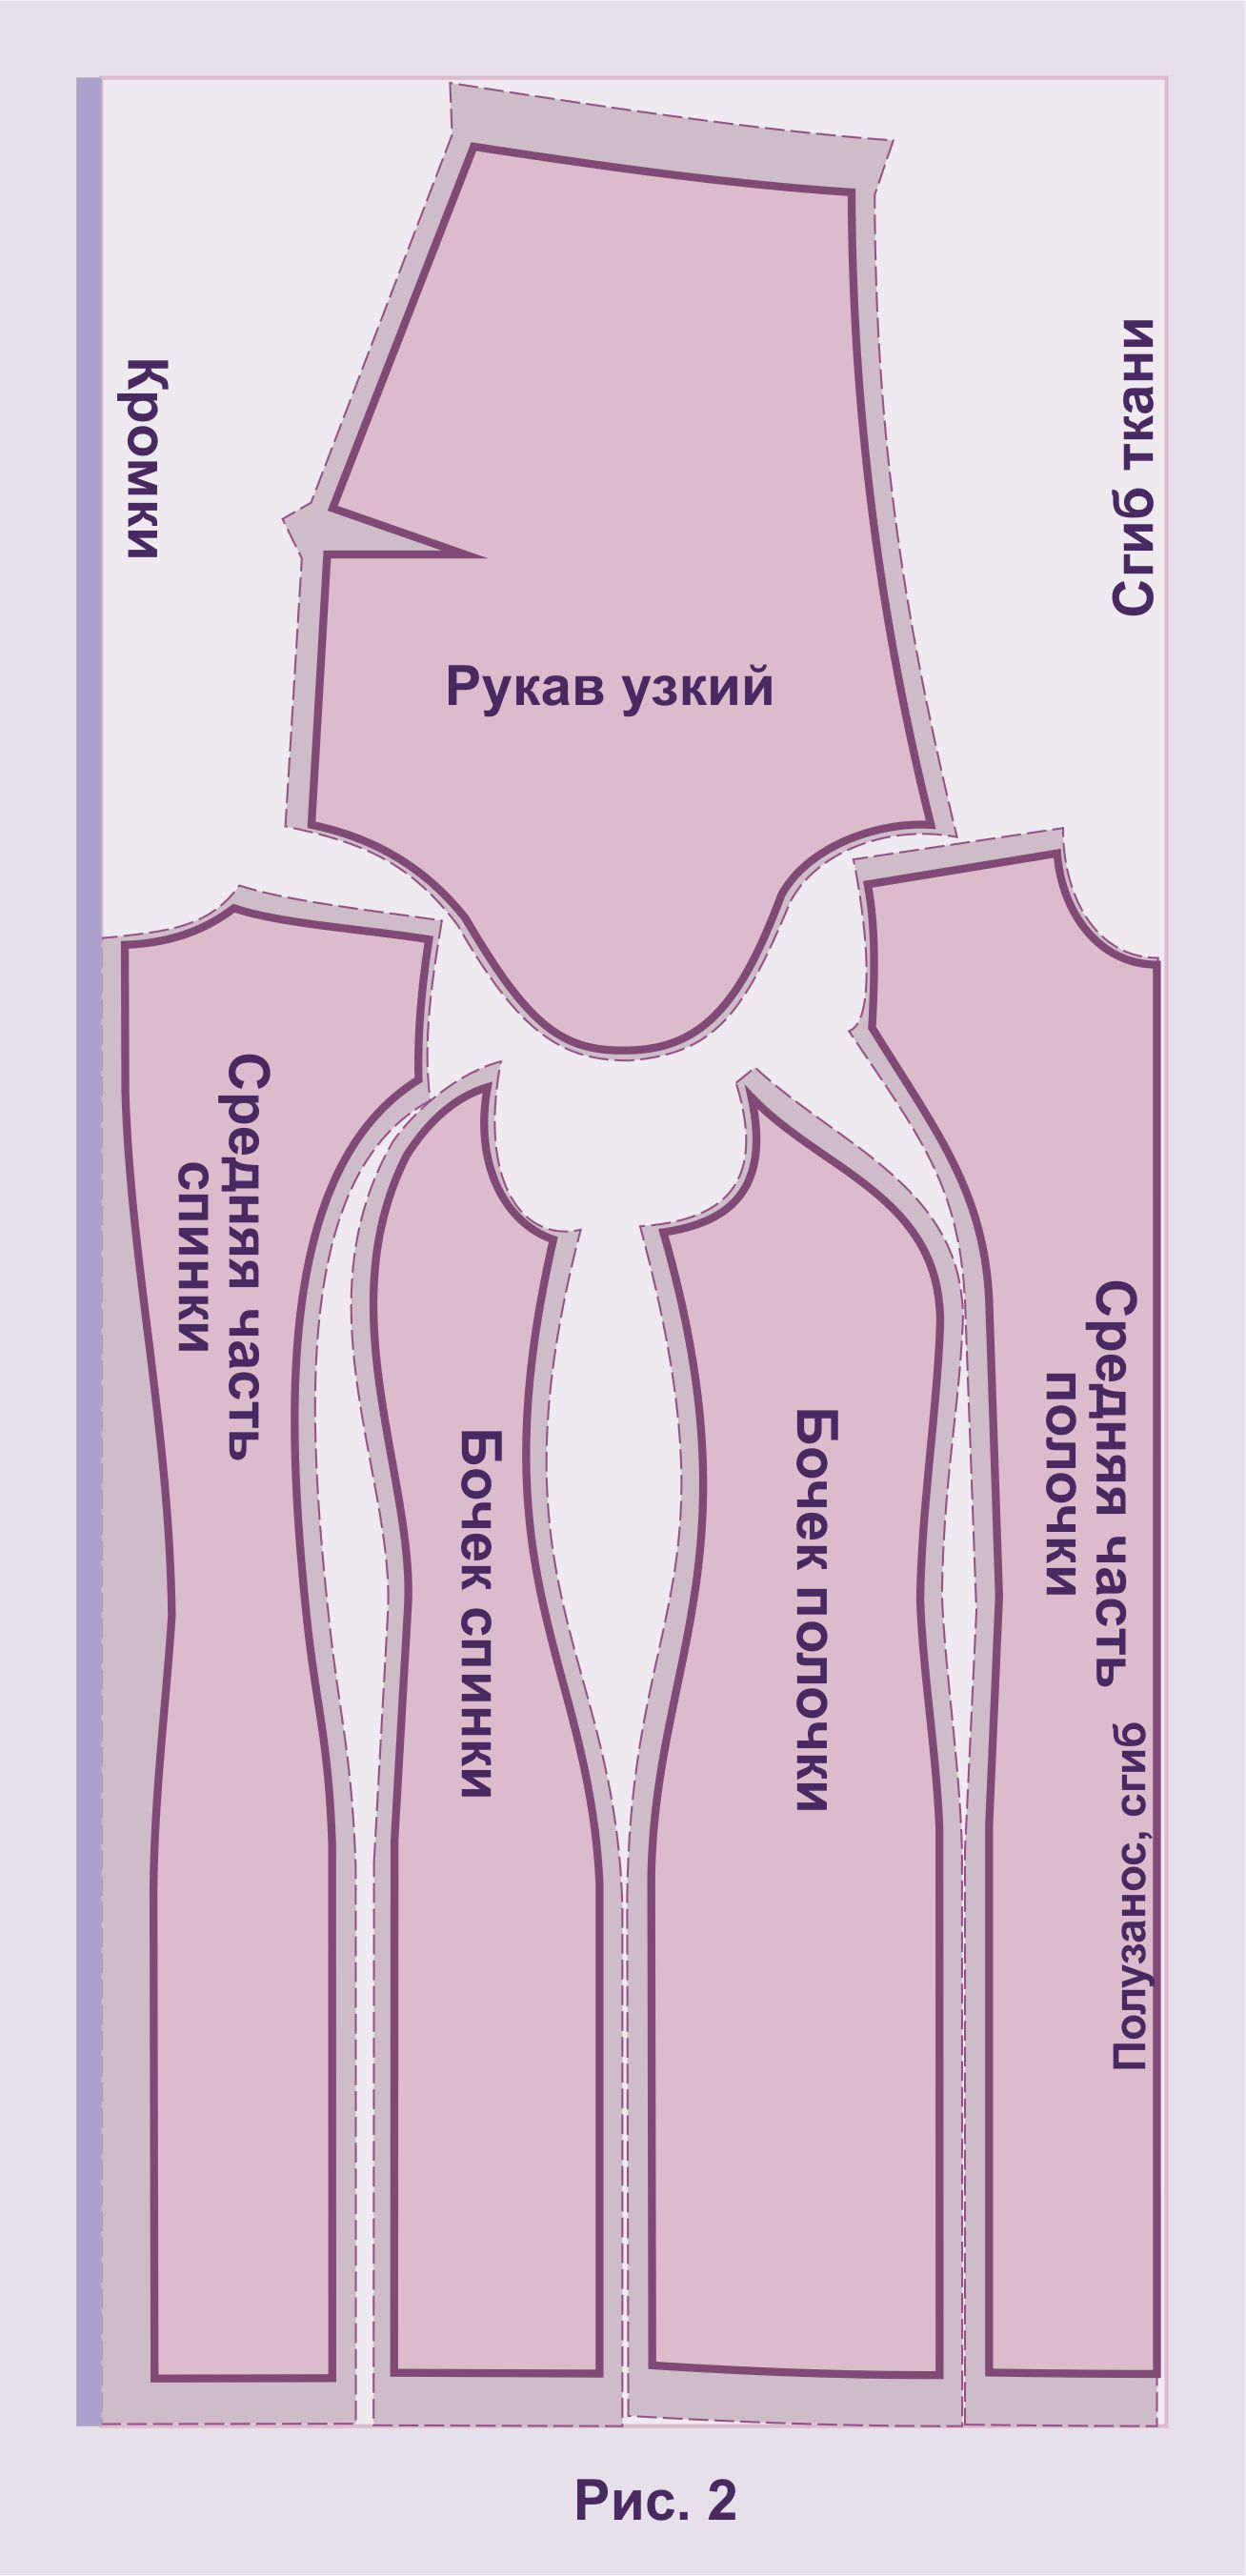 Кромки
Сгиб ткани
Рукав узкий
Средняя часть
спинки
Бочек спинки
Бочек полочки
Средняя часть
полочки
Полузанос, сгиб
Рис. 2